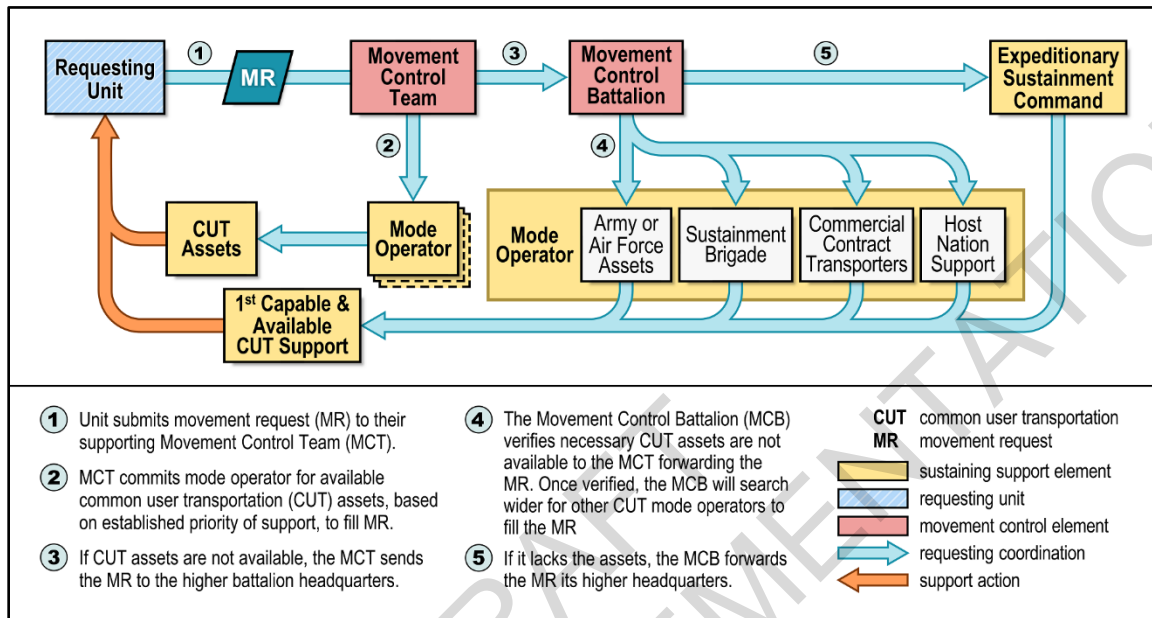 1
Requesting
Unit
MR
Movement
Control
Team
3
Movement
Control
Battalion
5
Expeditionary
Sustainment
Command
2
4
CUT
Assets
Mode
Operator
Mode
Operator
Army or
Air Force
Assets
Sustainment
Brigade
Commercial
Contract
Transporters
Host
Nation
Support
1st Capable &
Available
CUT Support
1 Unit submits movement request (MR) to their
supporting Movement Control Team (MCT).
2 MCT commits mode operator for available
common user transportation (CUT) assets, based
on established priority of support, to fill MR.
3 If CUT assets are not available, the MCT sends
the MR to the higher battalion headquarters.
4 The Movement Control Battalion (MCB)
verifies necessary CUT assets are not
available to the MCT forwarding the
MR. Once verified, the MCB will search
wider for other CUT mode operators to
fill the MR
5 If it lacks the assets, the MCB forwards
the MR its higher headquarters.
CUT common user transportation
MR movement request
sustaining support element
requesting unit
movement control element
requesting coordination
support action